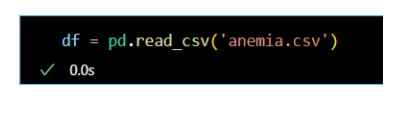 df = pd.read_csv('anemia.csv')
0.0s